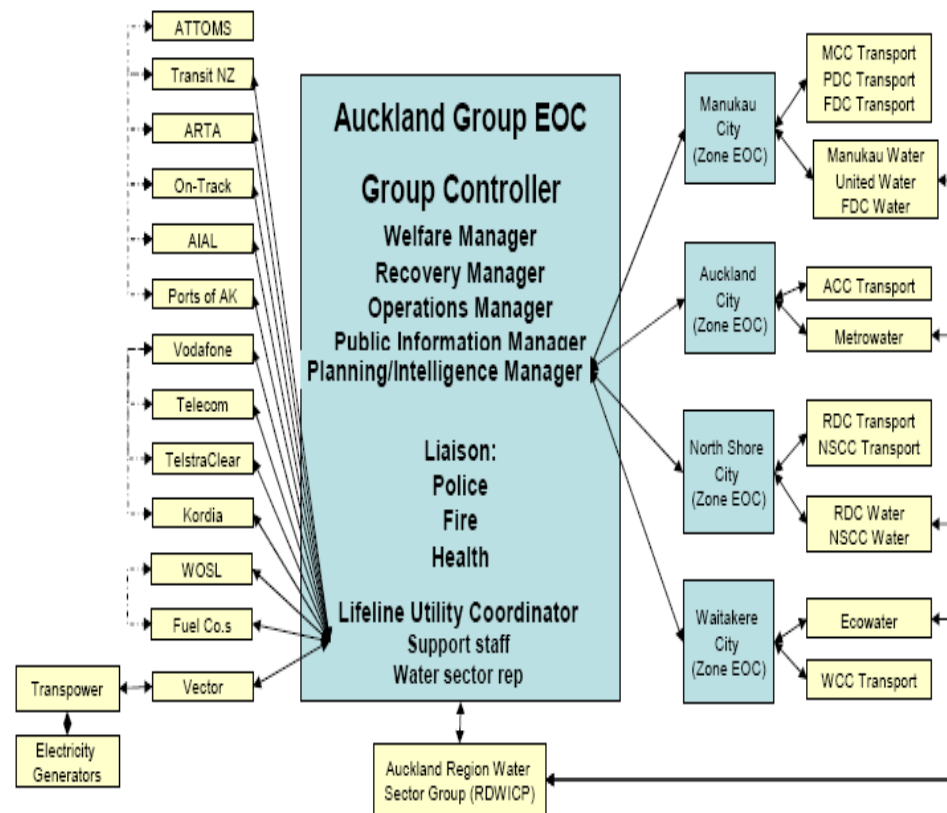 ATTOMS
Transit NZ
ARTA
On-Track
AIAL
Ports of AK
Vodafone
Telecom
TelstraClear
Kordia
WOSL
Fuel Co.s
Vector
Transpower
Electricity
Generators
Auckland Group EOC
Group Controller
Welfare Manager
Recovery Manager
Operations Manager
Public Information Manager
Planning/Intelligence Manager
Liaison:
Police
Fire
Health
Lifeline Utility Coordinator
Support staff
Water sector rep
Auckland Region Water
Sector Group (RDWICP)
Manukau
City
(Zone EOC)
MCC Transport
PDC Transport
FDC Transport
Manukau Water
United Water
FDC Water
Auckland
City
(Zone EOC)
ACC Transport
Metrowater
North Shore
City
(Zone EOC)
RDC Transport
NSCC Transport
RDC Water
NSCC Water
Waitakere
City
(Zone EOC)
Ecowater
WCC Transport